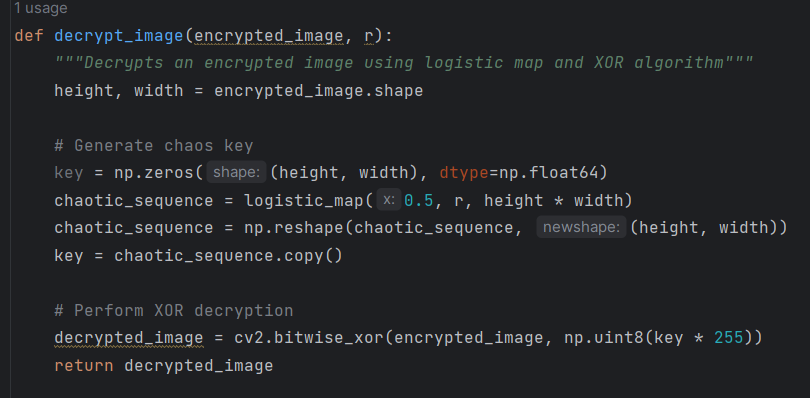 1 usage
def decrypt_image(encrypted_image, r):
    """Decrypts an encrypted image using logistic map and XOR algorithm"""
    height, width = encrypted_image.shape
    # Generate chaos key
    key = np.zeros( shape: (height, width), dtype=np.float64)
    chaotic_sequence = logistic_map( x: 0.5, r, height * width)
    chaotic_sequence = np.reshape(chaotic_sequence, newshape: (height, width))
    key = chaotic_sequence.copy()
    # Perform XOR decryption
    decrypted_image = cv2.bitwise_xor(encrypted_image, np.uint8(key * 255))
    return decrypted_image